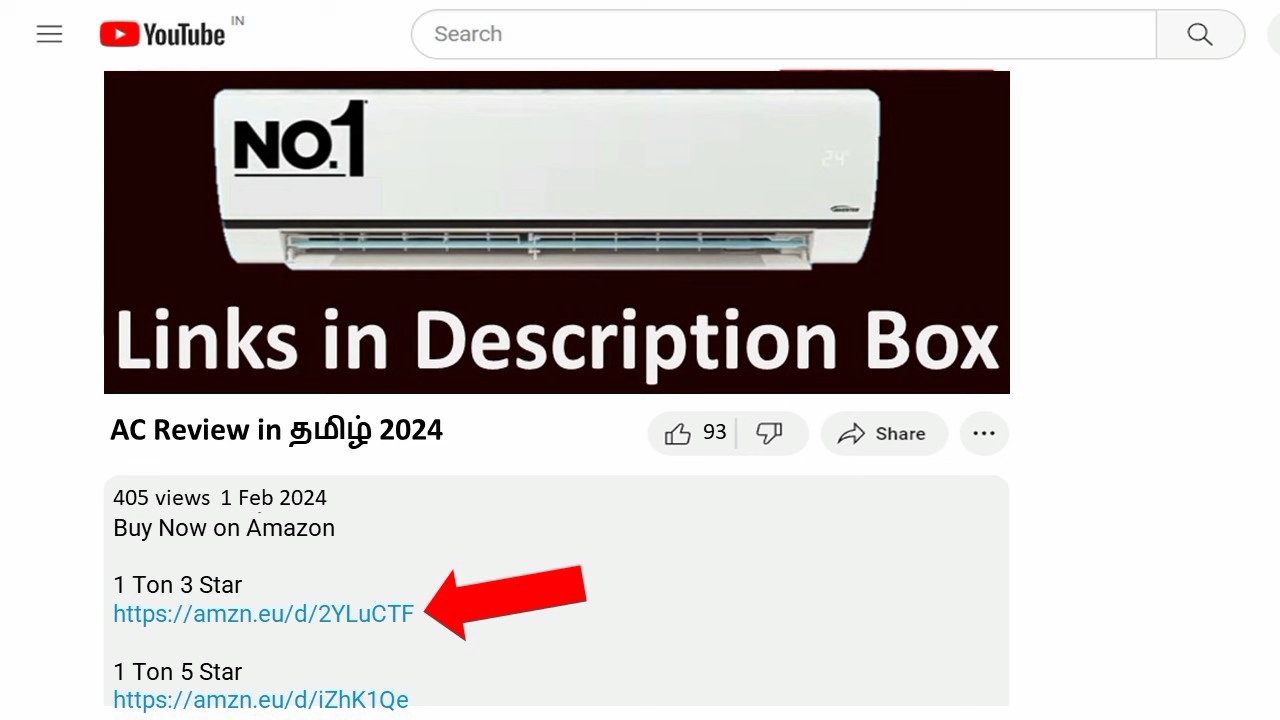 YouTube IN
Search
NO.1
24°
INVERTER
Links in Description Box
AC Review in தமிழ் 2024
93
Share
405 views 1 Feb 2024
Buy Now on Amazon
1 Ton 3 Star
https://amzn.eu/d/2YLuCTF
1 Ton 5 Star
https://amzn.eu/d/iZhK1Qe